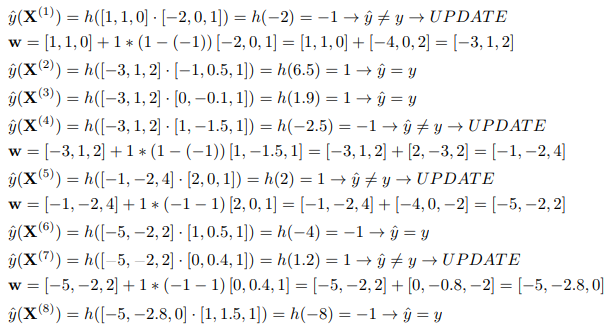 ŷ(X⁽¹⁾) = h([1, 1, 0] · [−2, 0, 1]) = h(−2) = −1 → ŷ ≠ y → UPDATE
w = [1, 1, 0] + 1 ∗ (1 − (−1)) [−2, 0, 1] = [1, 1, 0] + [−4, 0, 2] = [−3, 1, 2]
ŷ(X⁽²⁾) = h([−3, 1, 2] · [−1, 0.5, 1]) = h(6.5) = 1 → ŷ = y
ŷ(X⁽³⁾) = h([−3, 1, 2] · [0, −0.1, 1]) = h(1.9) = 1 → ŷ = y
ŷ(X⁽⁴⁾) = h([−3, 1, 2] · [1, −1.5, 1]) = h(−2.5) = −1 → ŷ ≠ y → UPDATE
w = [−3, 1, 2] + 1 ∗ (1 − (−1)) [1, −1.5, 1] = [−3, 1, 2] + [2, −3, 2] = [−1, −2, 4]
ŷ(X⁽⁵⁾) = h([−1, −2, 4] · [2, 0, 1]) = h(2) = 1 → ŷ ≠ y → UPDATE
w = [−1, −2, 4] + 1 ∗ (−1 − 1) [2, 0, 1] = [−1, −2, 4] + [−4, 0, −2] = [−5, −2, 2]
ŷ(X⁽⁶⁾) = h([−5, −2, 2] · [1, 0.5, 1]) = h(−4) = −1 → ŷ = y
ŷ(X⁽⁷⁾) = h([−5, −2, 2] · [0, 0.4, 1]) = h(1.2) = 1 → ŷ ≠ y → UPDATE
w = [−5, −2, 2] + 1 ∗ (−1 − 1) [0, 0.4, 1] = [−5, −2, 2] + [0, −0.8, −2] = [−5, −2.8, 0]
ŷ(X⁽⁸⁾) = h([−5, −2.8, 0] · [1, 1.5, 1]) = h(−8) = −1 → ŷ = y